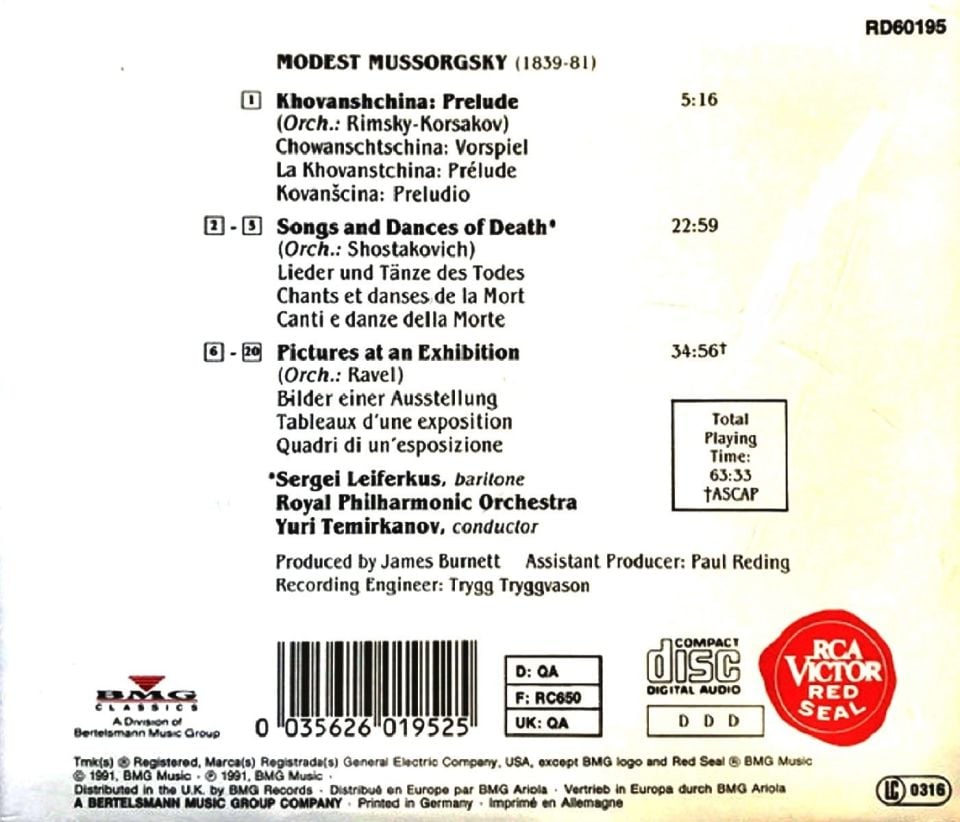 RD60195
MODEST MUSSORGSKY (1839-81)
1 Khovanshchina: Prelude 5:16
(Orch.: Rimsky-Korsakov)
Chowanschtschina: Vorspiel
La Khovanstchina: Prélude
Kovanšcina: Preludio
2 - 5 Songs and Dances of Death* 22:59
(Orch.: Shostakovich)
Lieder und Tänze des Todes
Chants et danses de la Mort
Canti e danze della Morte
6 - 20 Pictures at an Exhibition 34:56†
(Orch.: Ravel)
Bilder einer Ausstellung
Tableaux d'une exposition
Quadri di un'esposizione
Total
Playing
Time:
63:33
†ASCAP
*Sergei Leiferkus, baritone
Royal Philharmonic Orchestra
Yuri Temirkanov, conductor
Produced by James Burnett Assistant Producer: Paul Reding
Recording Engineer: Trygg Tryggvason
BMG
CLASSICS
A Division of
Bertelsmann Music Group
0 035626 019525
D: QA
F: RC650
UK: QA
COMPACT
disc
DIGITAL AUDIO
D D D
RCA
VICTOR
RED
SEAL
Tmk(s) ® Registered, Marca(s) Registrada(s) General Electric Company, USA, except BMG logo and Red Seal ® BMG Music
© 1991, BMG Music · ℗ 1991, BMG Music ·
Distributed in the U.K. by BMG Records · Distribué en Europe par BMG Ariola · Vertrieb in Europa durch BMG Ariola
A BERTELSMANN MUSIC GROUP COMPANY · Printed in Germany · Imprimé en Allemagne
LC 0316